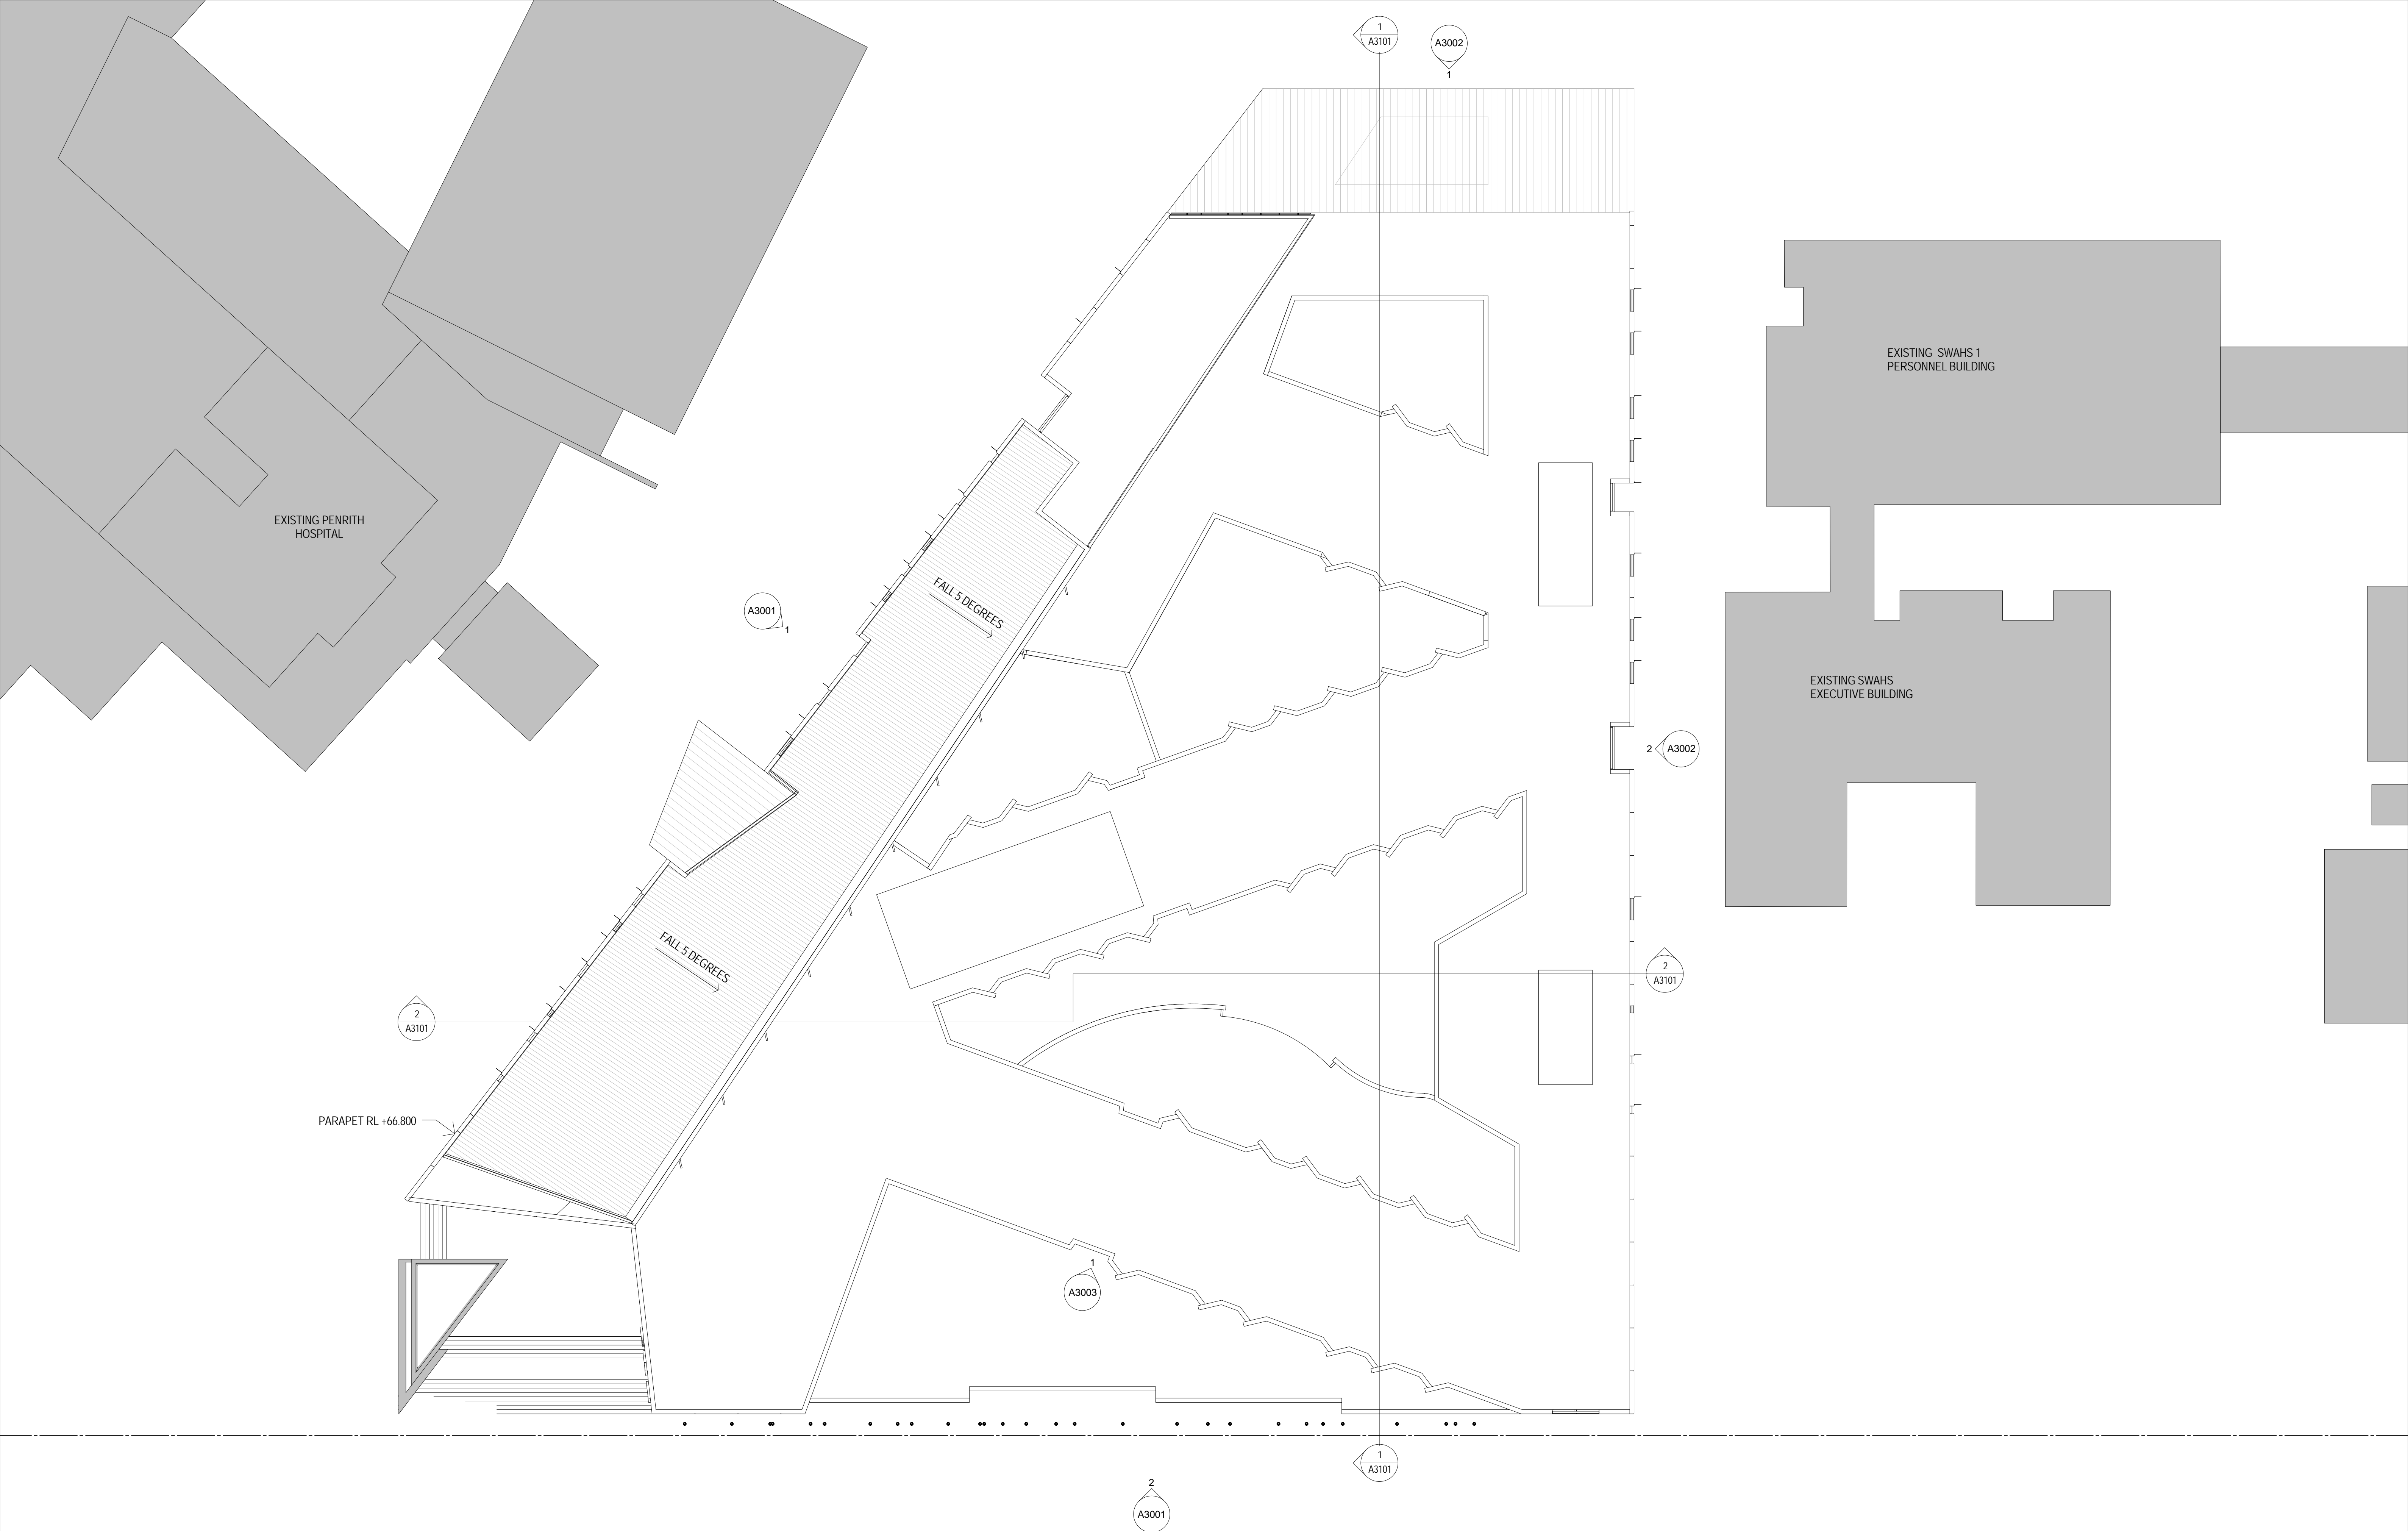 1
A3101
A3002
1
EXISTING SWAHS 1
PERSONNEL BUILDING
EXISTING PENRITH
HOSPITAL
A3001
1
FALL 5 DEGREES
EXISTING SWAHS
EXECUTIVE BUILDING
2
A3002
FALL 5 DEGREES
2
A3101
2
A3101
PARAPET RL +66.800
1
A3003
1
A3101
2
A3001